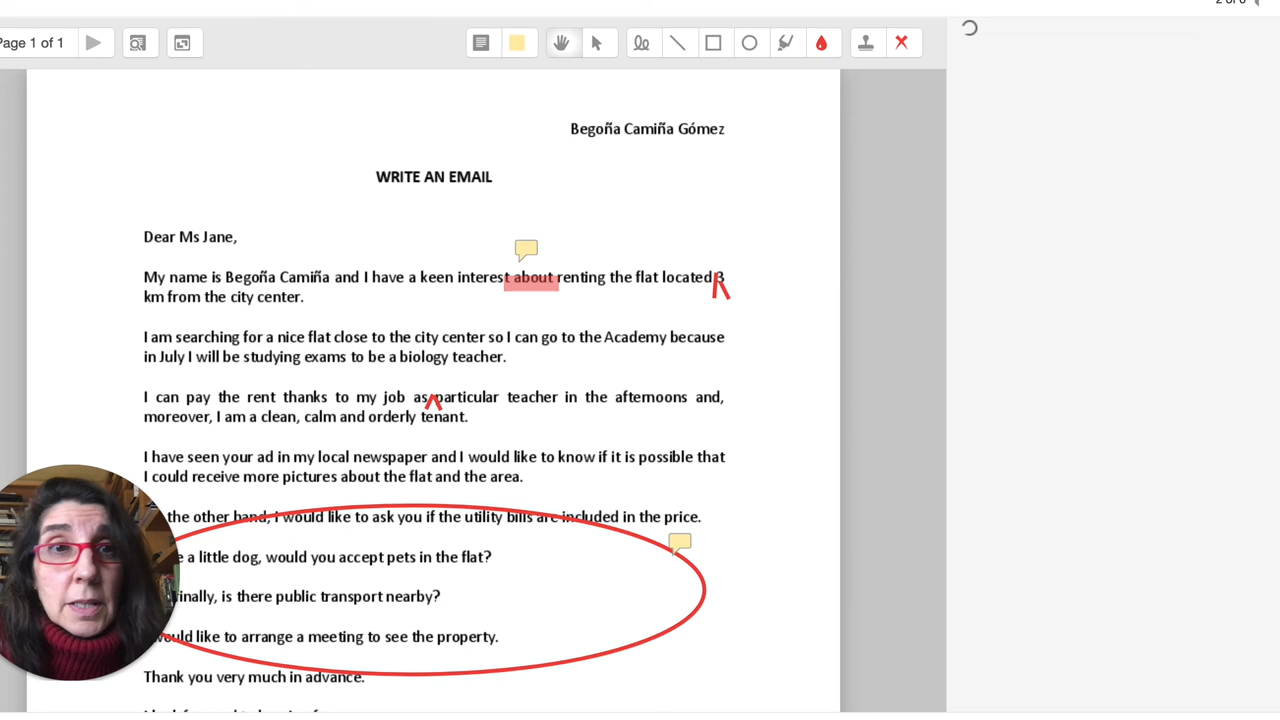 Page 1 of 1
Begoña Camiña Gómez
WRITE AN EMAIL
Dear Ms Jane,
My name is Begoña Camiña and I have a keen interest about renting the flat located 3
km from the city center.
I am searching for a nice flat close to the city center so I can go to the Academy because
in July I will be studying exams to be a biology teacher.
I can pay the rent thanks to my job as particular teacher in the afternoons and,
moreover, I am a clean, calm and orderly tenant.
I have seen your ad in my local newspaper and I would like to know if it is possible that
I could receive more pictures about the flat and the area.
the other hand, I would like to ask you if the utility bills are included in the price.
a little dog, would you accept pets in the flat?
finally, is there public transport nearby?
would like to arrange a meeting to see the property.
Thank you very much in advance.